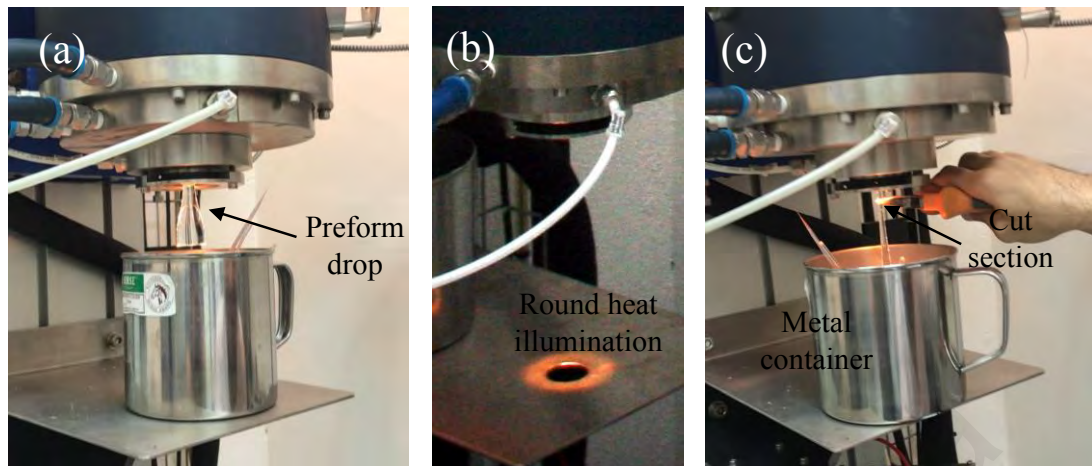 (a)
Preform
drop
(b)
Round heat
illumination
(c)
Cut
section
Metal
container